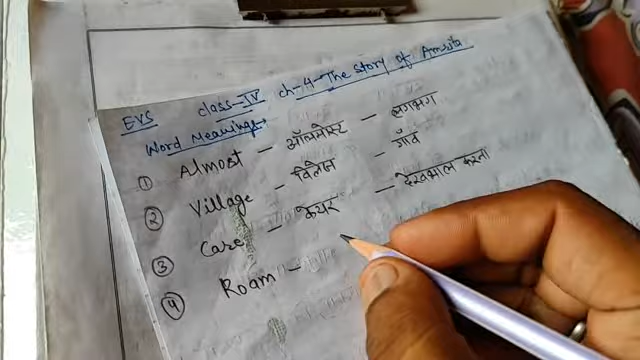 EVS class-IV ch-4-The story of Amrita
Word Meanings→
① Almost – ऑलमोस्ट – लगभग
② Village – विलेज – गाँव
③ Care – केयर – देखभाल करना
④ Roam –